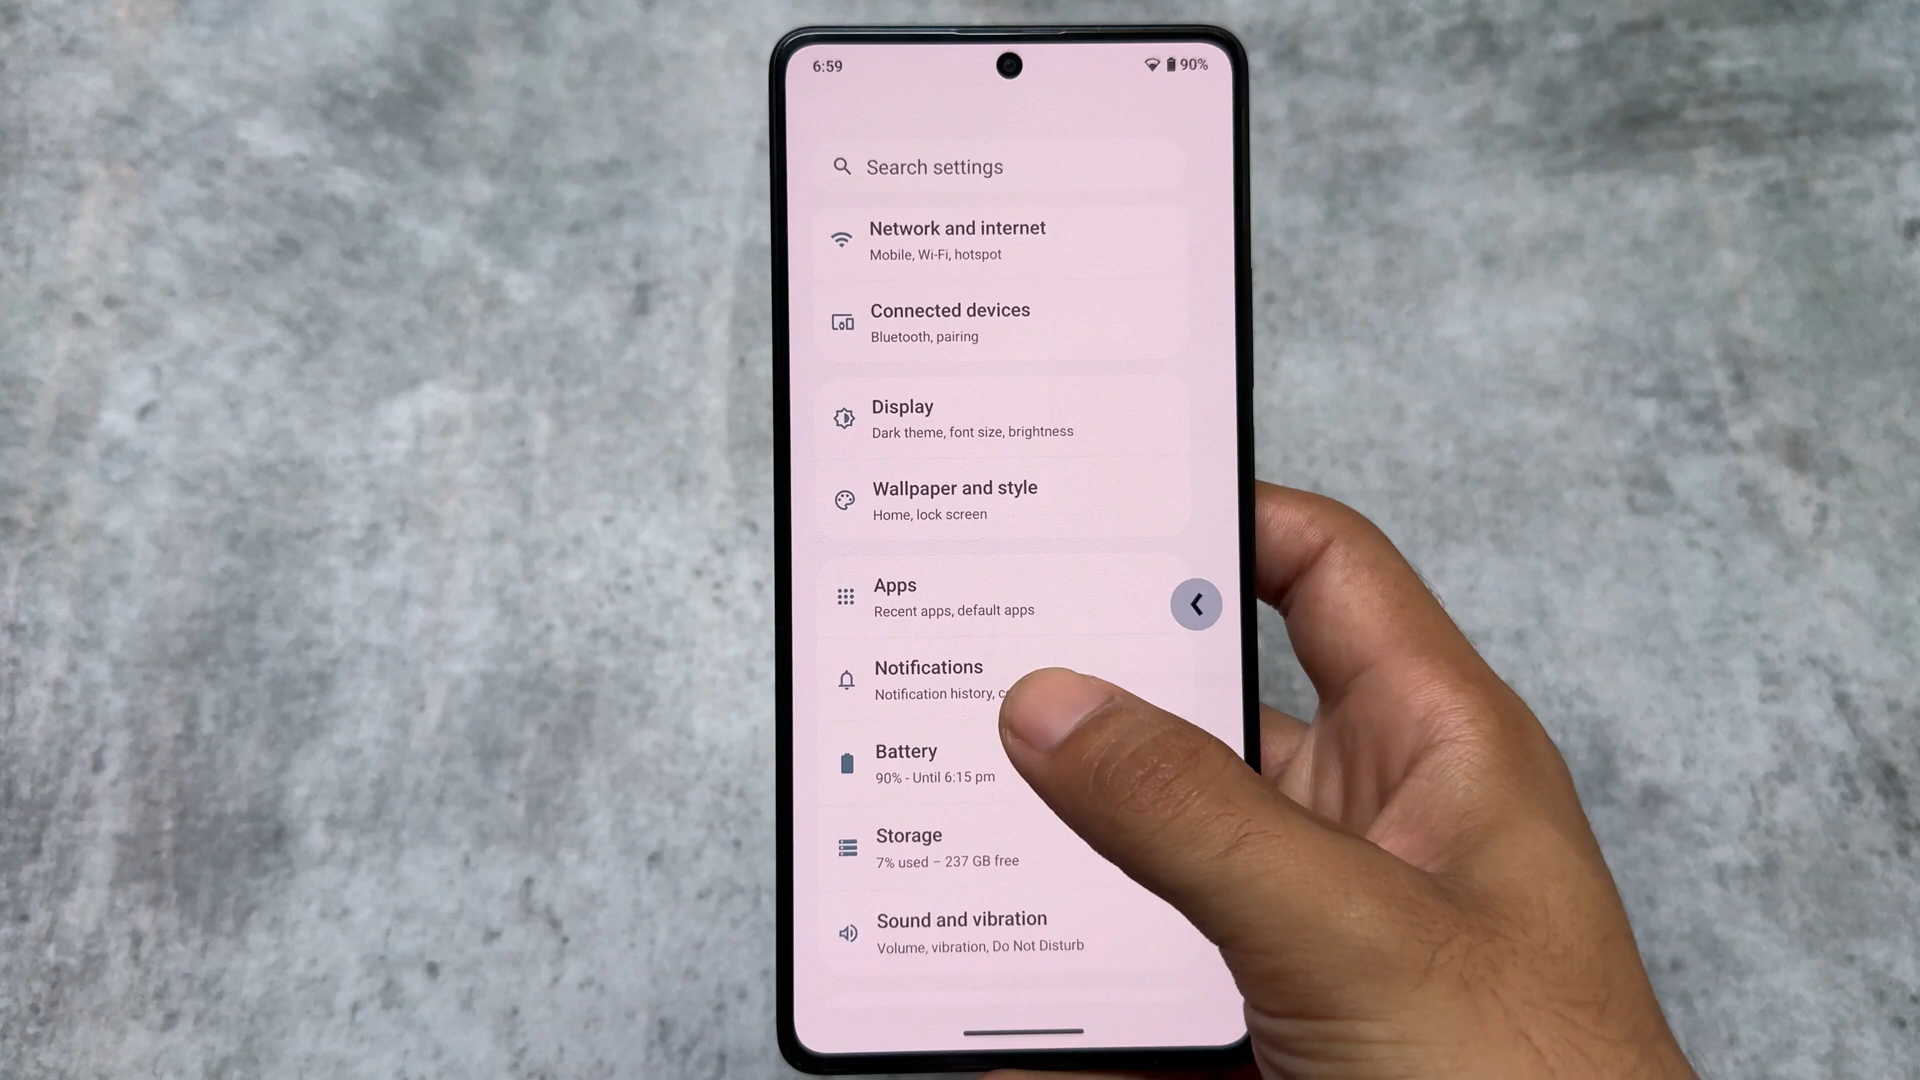 6:59
90%
Search settings
Network and internet
Mobile, Wi-Fi, hotspot
Connected devices
Bluetooth, pairing
Display
Dark theme, font size, brightness
Wallpaper and style
Home, lock screen
Apps
Recent apps, default apps
Notifications
Notification history,
Battery
90% - Until 6:15 pm
Storage
7% used – 237 GB free
Sound and vibration
Volume, vibration, Do Not Disturb